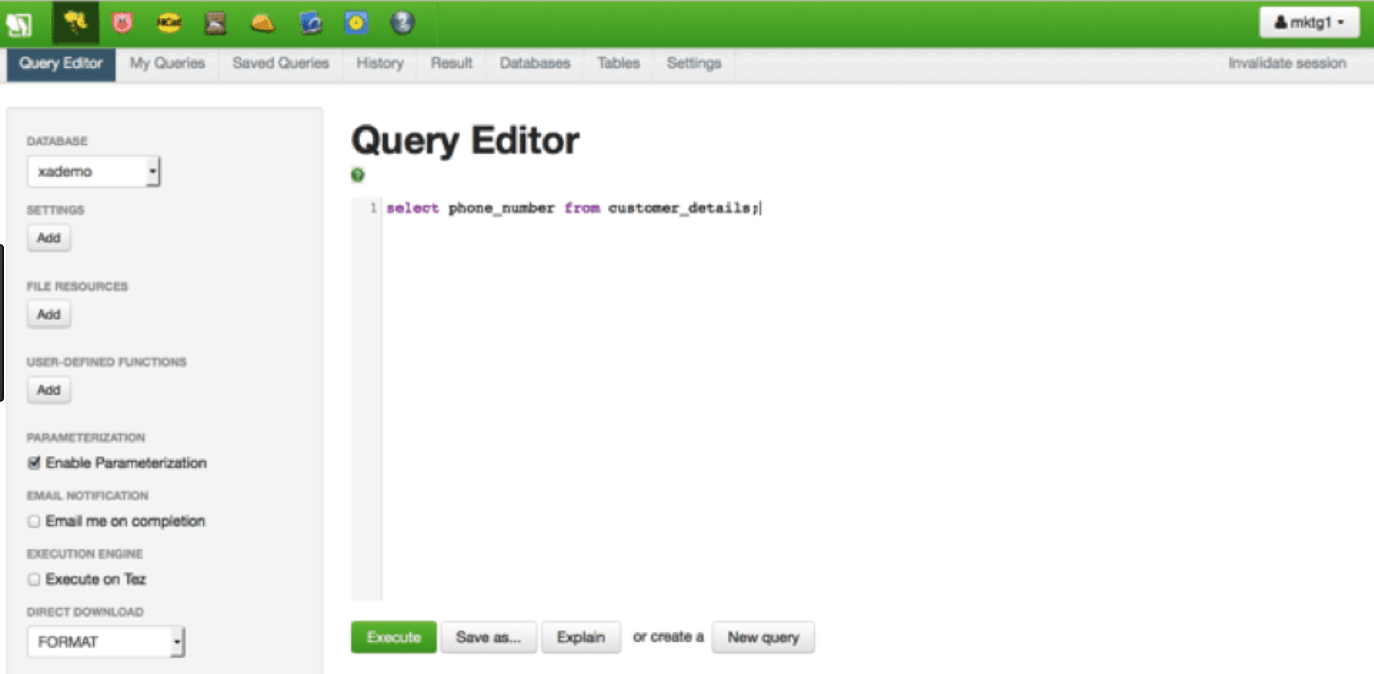 mktg1
Query Editor My Queries Saved Queries History Result Databases Tables Settings Invalidate session
DATABASE
xademo
SETTINGS
Add
FILE RESOURCES
Add
USER-DEFINED FUNCTIONS
Add
PARAMETERIZATION
Enable Parameterization
EMAIL NOTIFICATION
Email me on completion
EXECUTION ENGINE
Execute on Tez
DIRECT DOWNLOAD
FORMAT
Query Editor
?
1 select phone_number from customer_details;
Execute Save as... Explain or create a New query